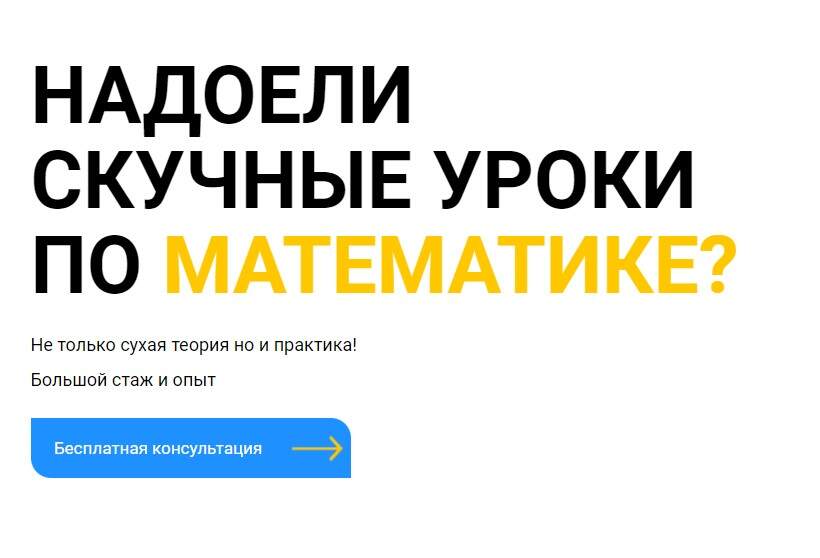 НАДОЕЛИ
СКУЧНЫЕ УРОКИ
ПО МАТЕМАТИКЕ?
Не только сухая теория но и практика!
Большой стаж и опыт
Бесплатная консультация